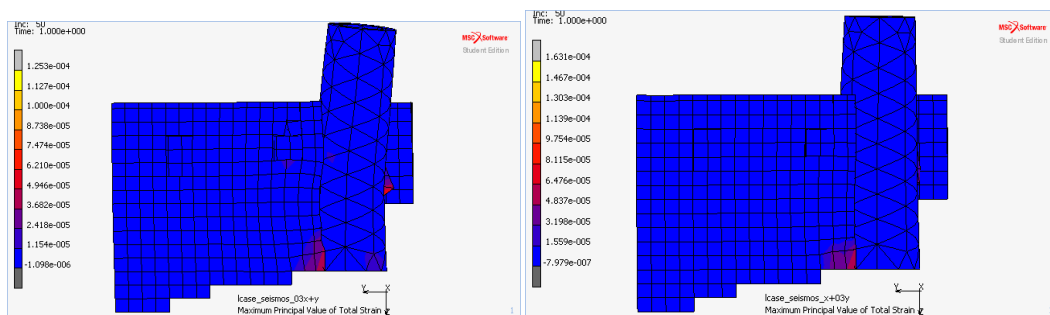 Inc: 50
Time: 1.000e+000
MSC Software
Student Edition
1.253e-004
1.127e-004
1.000e-004
8.738e-005
7.474e-005
6.210e-005
4.946e-005
3.682e-005
2.418e-005
1.154e-005
-1.098e-006
Y X
Z
lcase_seismos_03x+y
Maximum Principal Value of Total Strain
1
Inc: 50
Time: 1.000e+000
MSC Software
Student Edition
1.631e-004
1.467e-004
1.303e-004
1.139e-004
9.754e-005
8.115e-005
6.476e-005
4.837e-005
3.198e-005
1.559e-005
-7.979e-007
Y X
Z
lcase_seismos_x+03y
Maximum Principal Value of Total Strain
1